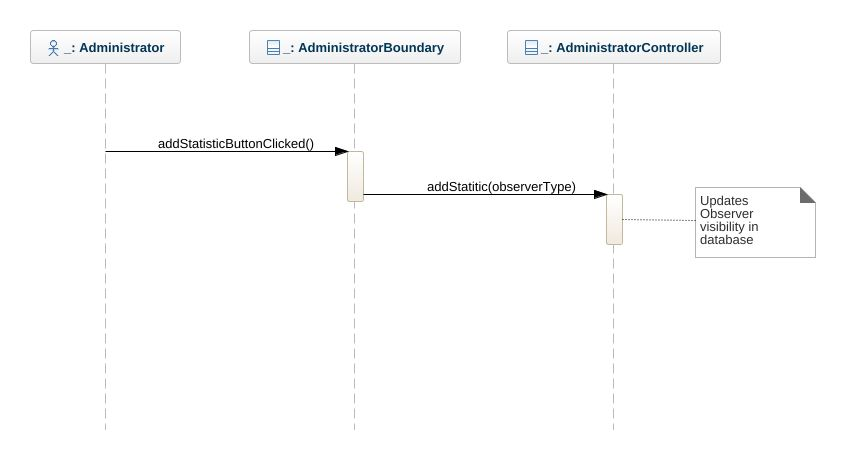 _: Administrator
_: AdministratorBoundary
_: AdministratorController
addStatisticButtonClicked()
addStatitic(observerType)
Updates
Observer
visibility in
database